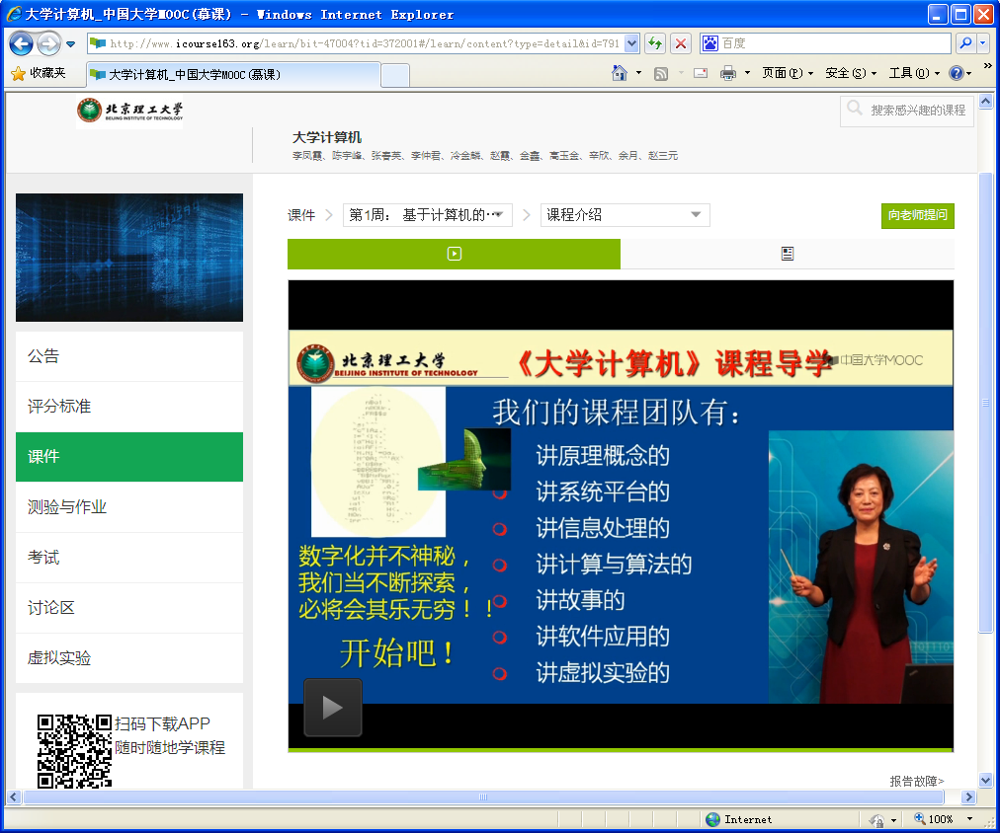 大学计算机_中国大学MOOC(慕课) - Windows Internet Explorer
http://www.icourse163.org/learn/bit-47004?tid=372001#/learn/content?type=detail&id=791
百度
收藏夹
大学计算机_中国大学MOOC(慕课)
页面(P)
安全(S)
工具(O)
北京理工大学
BEIJING INSTITUTE OF TECHNOLOGY
搜索感兴趣的课程
大学计算机
李凤霞、陈宇峰、张春英、李仲君、冷金麟、赵霞、金鑫、高玉金、辛欣、余月、赵三元
课件
第1周： 基于计算机的…
课程介绍
向老师提问
公告
评分标准
课件
测验与作业
考试
讨论区
虚拟实验
扫码下载APP
随时随地学课程
北京理工大学
BEIJING INSTITUTE OF TECHNOLOGY
《大学计算机》课程导学
中国大学MOOC
我们的课程团队有：
讲原理概念的
讲系统平台的
讲信息处理的
讲计算与算法的
讲故事的
讲软件应用的
讲虚拟实验的
数字化并不神秘，
我们当不断探索，
必将会其乐无穷！！
开始吧！
报告故障>
Internet
100%